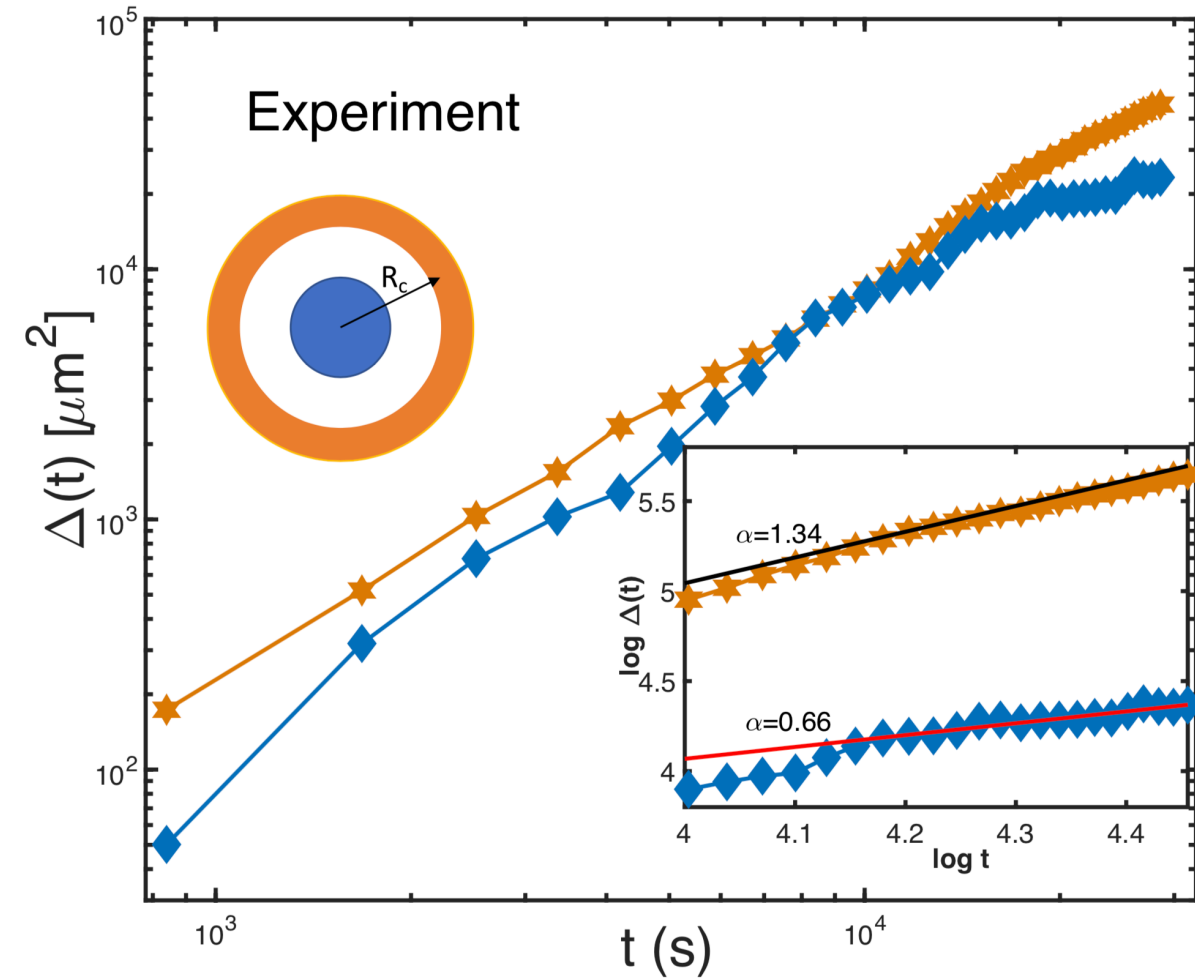 10^5
10^4
10^3
10^2
Δ(t) [μm^2]
Experiment
R_c
10^3
10^4
t (s)
5.5
5
4.5
4
log Δ(t)
α=1.34
α=0.66
4
4.1
4.2
4.3
4.4
log t